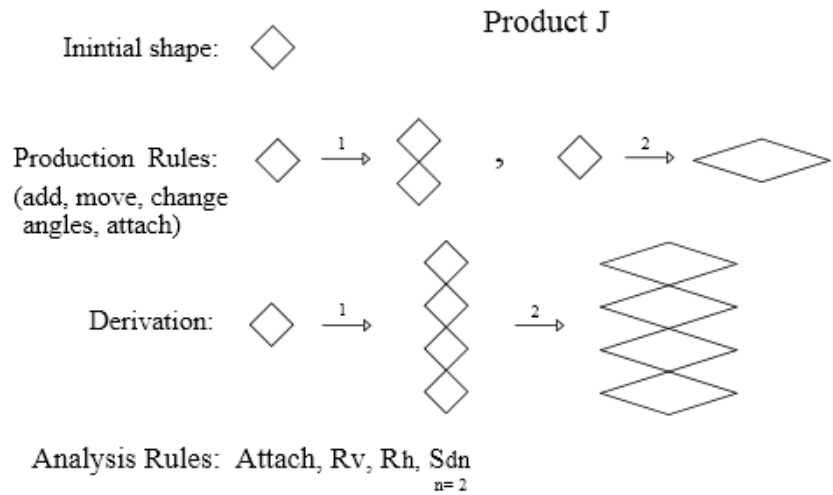 Product J
Inintial shape:
Production Rules:
(add, move, change
angles, attach)
1
,
2
Derivation:
1
2
Analysis Rules: Attach, Rv, Rh, Sdn
n= 2